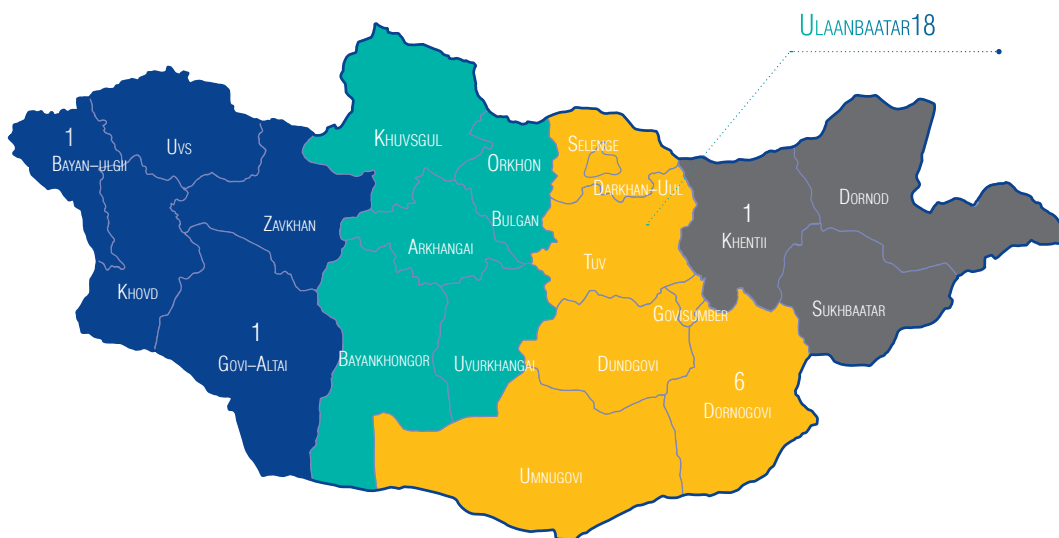 ULAANBAATAR18
1
BAYAN–ULGII
UVS
KHUVSGUL
ORKHON
SELENGE
DARKHAN–UUL
ZAVKHAN
BULGAN
ARKHANGAI
TUV
1
KHENTII
DORNOD
KHOVD
GOVISUMBER
SUKHBAATAR
1
GOVI–ALTAI
BAYANKHONGOR
UVURKHANGAI
DUNDGOVI
6
DORNOGOVI
UMNUGOVI